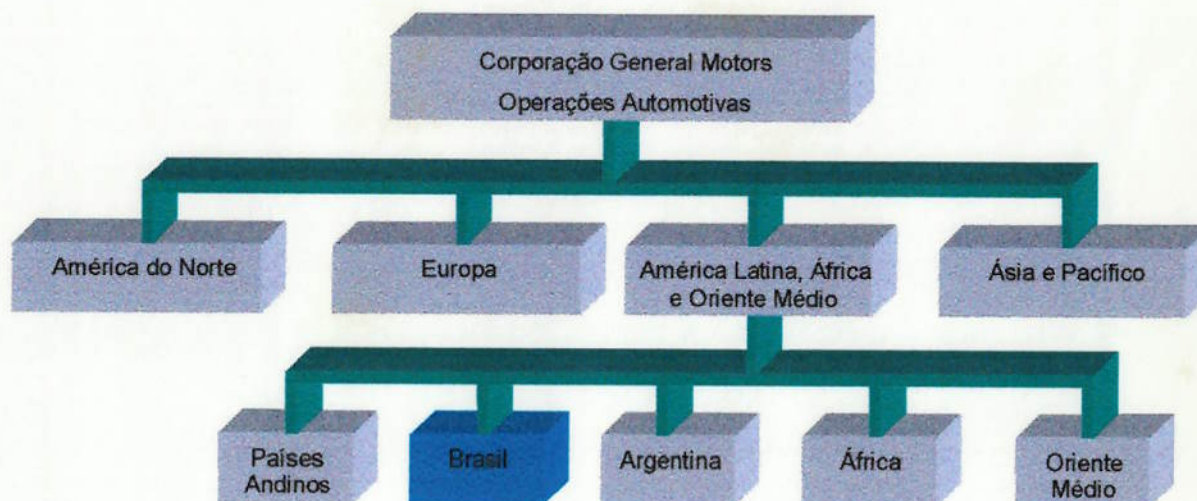 Corporação General Motors
Operações Automotivas
América do Norte
Europa
América Latina, África
e Oriente Médio
Ásia e Pacífico
Países
Andinos
Brasil
Argentina
África
Oriente
Médio